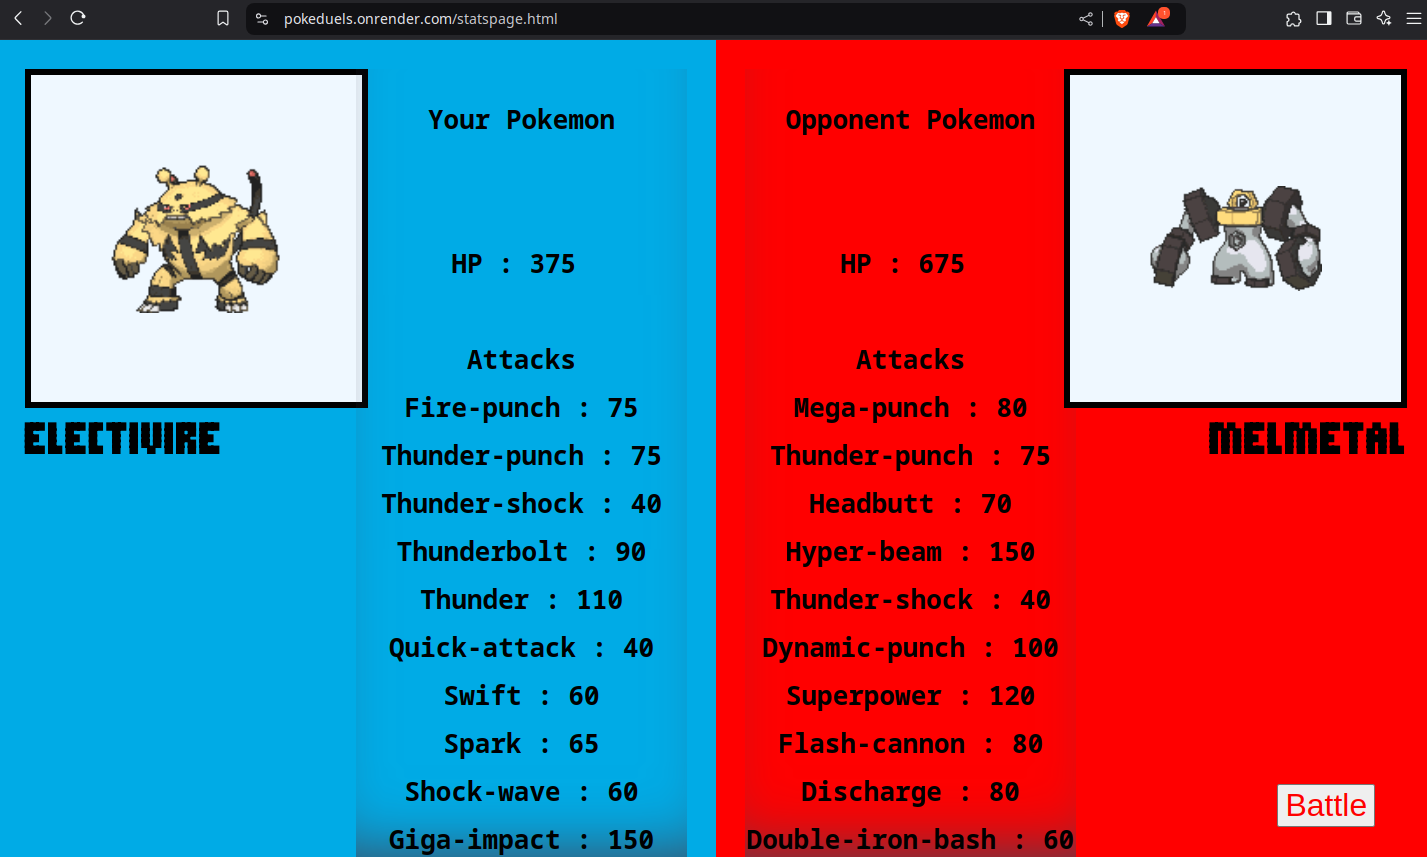 pokeduels.onrender.com/statspage.html
Your Pokemon
HP : 375
Attacks
Fire-punch : 75
Thunder-punch : 75
Thunder-shock : 40
Thunderbolt : 90
Thunder : 110
Quick-attack : 40
Swift : 60
Spark : 65
Shock-wave : 60
Giga-impact : 150
ELECTIVIRE
Opponent Pokemon
HP : 675
Attacks
Mega-punch : 80
Thunder-punch : 75
Headbutt : 70
Hyper-beam : 150
Thunder-shock : 40
Dynamic-punch : 100
Superpower : 120
Flash-cannon : 80
Discharge : 80
Double-iron-bash : 60
MELMETAL
Battle